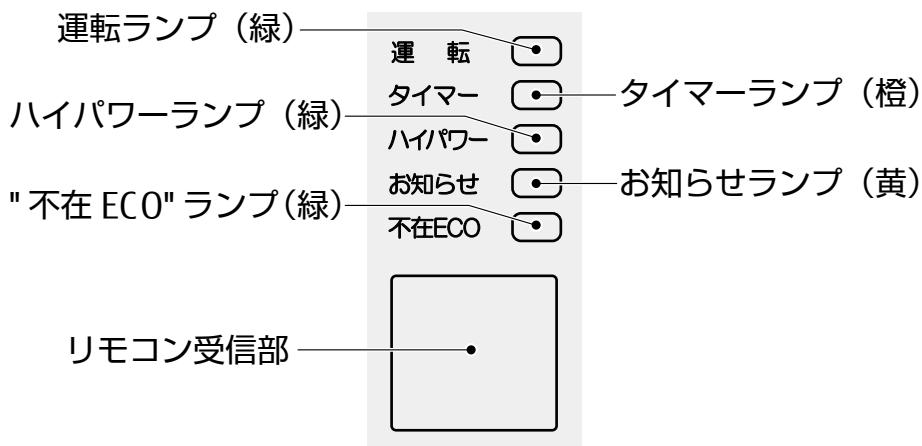 運転ランプ（緑）
運　転
タイマー
タイマーランプ（橙）
ハイパワーランプ（緑）
ハイパワー
お知らせ
お知らせランプ（黄）
"不在 ECO"ランプ（緑）
不在ECO
リモコン受信部